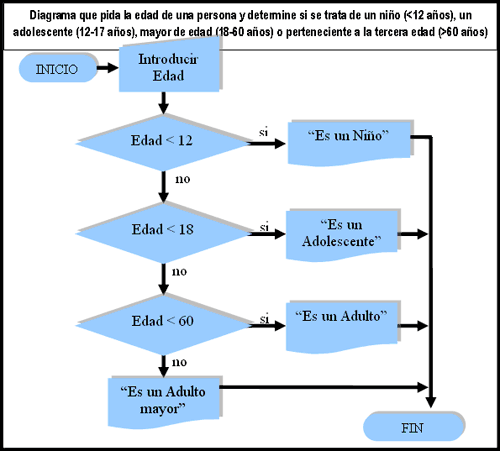 Diagrama que pida la edad de una persona y determine si se trata de un niño (<12 años), un
adolescente (12-17 años), mayor de edad (18-60 años) o perteneciente a la tercera edad (>60 años)
INICIO
Introducir
Edad
Edad < 12
si
"Es un Niño"
no
Edad < 18
si
"Es un
Adolescente"
no
Edad < 60
si
"Es un Adulto"
no
"Es un Adulto
mayor"
FIN